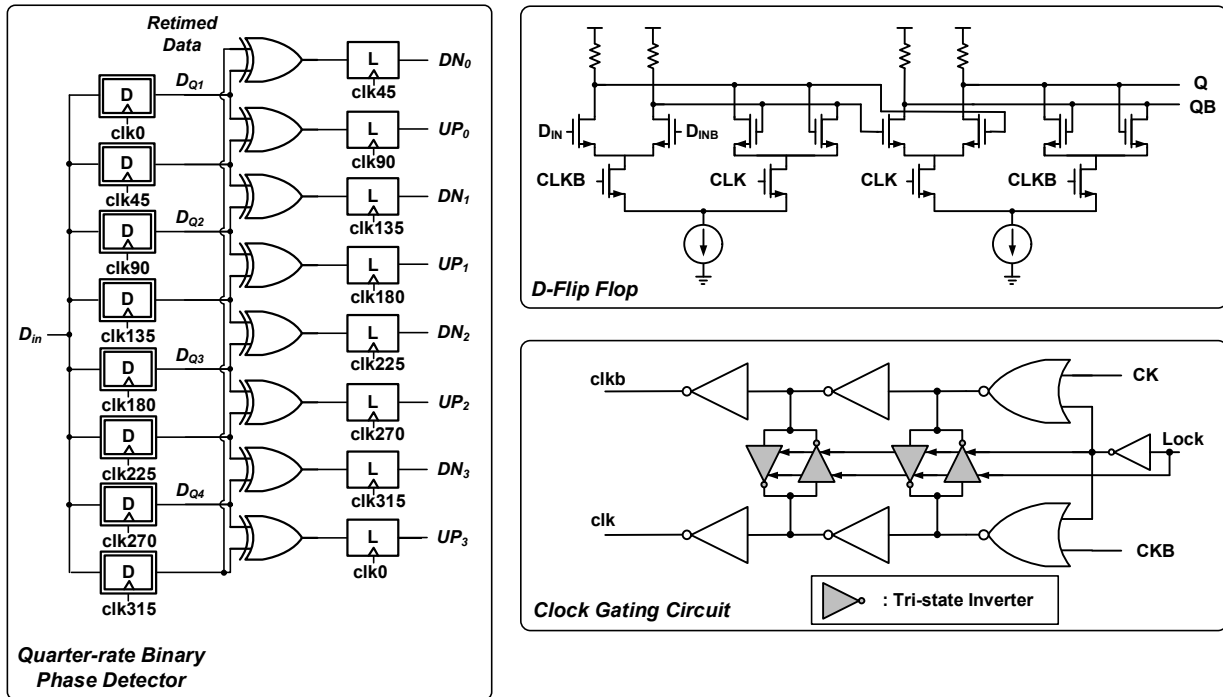 Retimed
Data
D
clk0
D
clk45
D
clk90
D
clk135
D
clk180
D
clk225
D
clk270
D
clk315
Din
DQ1
DQ2
DQ3
DQ4
L
clk45
DN0
L
clk90
UP0
L
clk135
DN1
L
clk180
UP1
L
clk225
DN2
L
clk270
UP2
L
clk315
DN3
L
clk0
UP3
Quarter-rate Binary
Phase Detector
Q
QB
DIN
DINB
CLKB
CLK
CLK
CLKB
D-Flip Flop
clkb
CK
Lock
clk
CKB
: Tri-state Inverter
Clock Gating Circuit